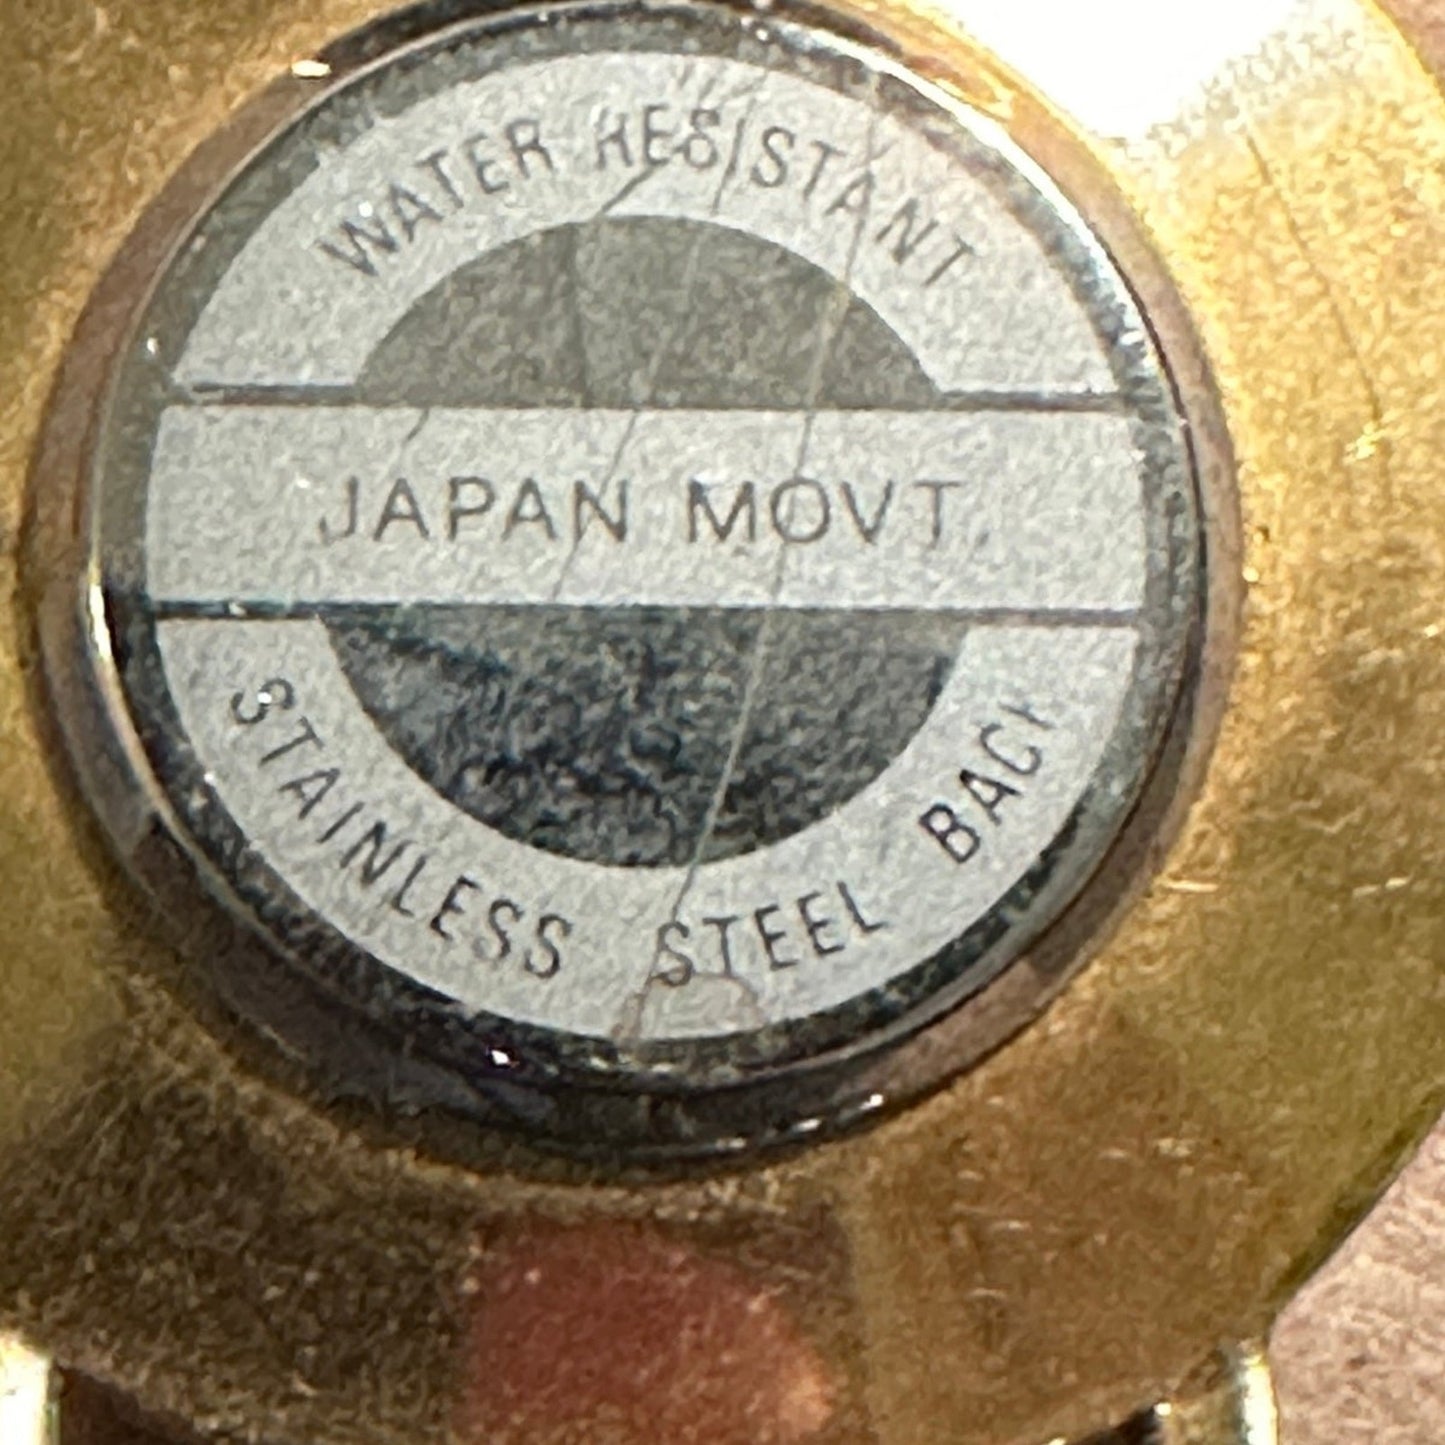 WATER RESISTANT
JAPAN MOVT.
STAINLESS STEEL BACK